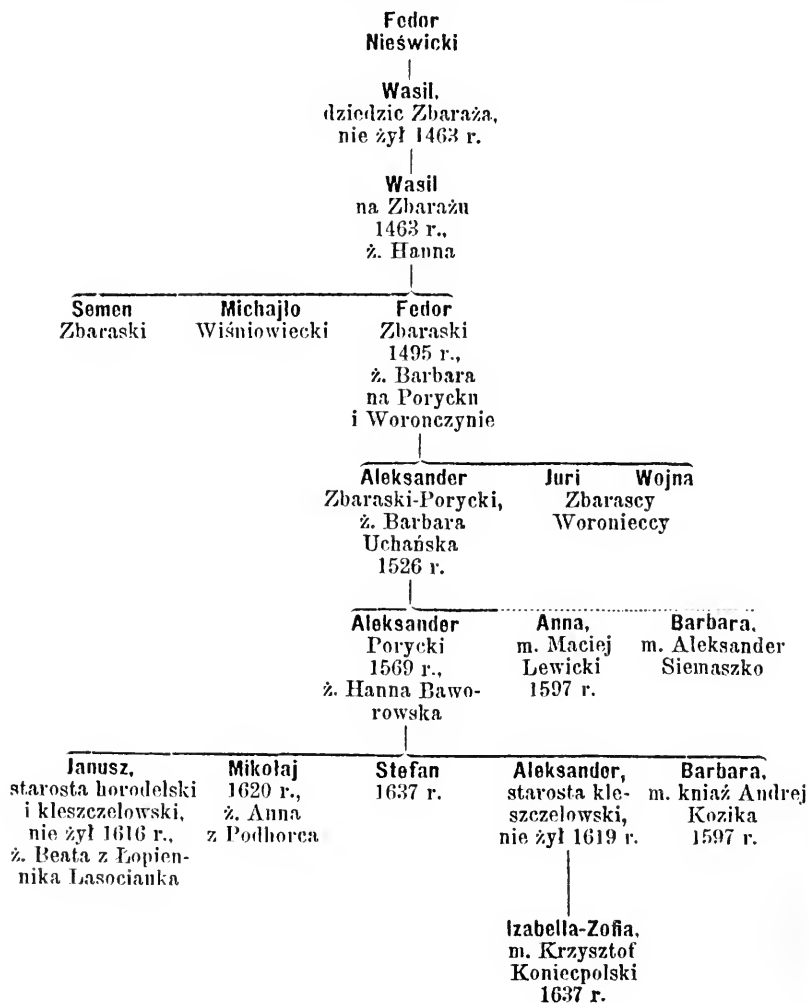 Fedor
Nieświcki
Wasil,
dziedzic Zbaraża,
nie żył 1463 r.
Wasil
na Zbarażu
1463 r.,
ż. Hanna
Semen
Zbaraski
Michajło
Wiśniowiecki
Fedor
Zbaraski
1495 r.,
ż. Barbara
na Porycku
i Woronczynie
Aleksander
Zbaraski-Porycki,
ż. Barbara
Uchańska
1526 r.
Juri Wojna
Zbarascy
Woronieccy
Aleksander
Porycki
1569 r.,
ż. Hanna Bawo-
rowska
Anna,
m. Maciej
Lewicki
1597 r.
Barbara,
m. Aleksander
Siemaszko
Janusz,
starosta horodelski
i kleszczelowski,
nie żył 1616 r.,
ż. Beata z Łopien-
nika Lasocianka
Mikołaj
1620 r.,
ż. Anna
z Podhorca
Stefan
1637 r.
Aleksander,
starosta kle-
szczelowski,
nie żył 1619 r.
Barbara,
m. kniaź Andrej
Kozika
1597 r.
Izabella-Zofia,
m. Krzysztof
Koniecpolski
1637 r.